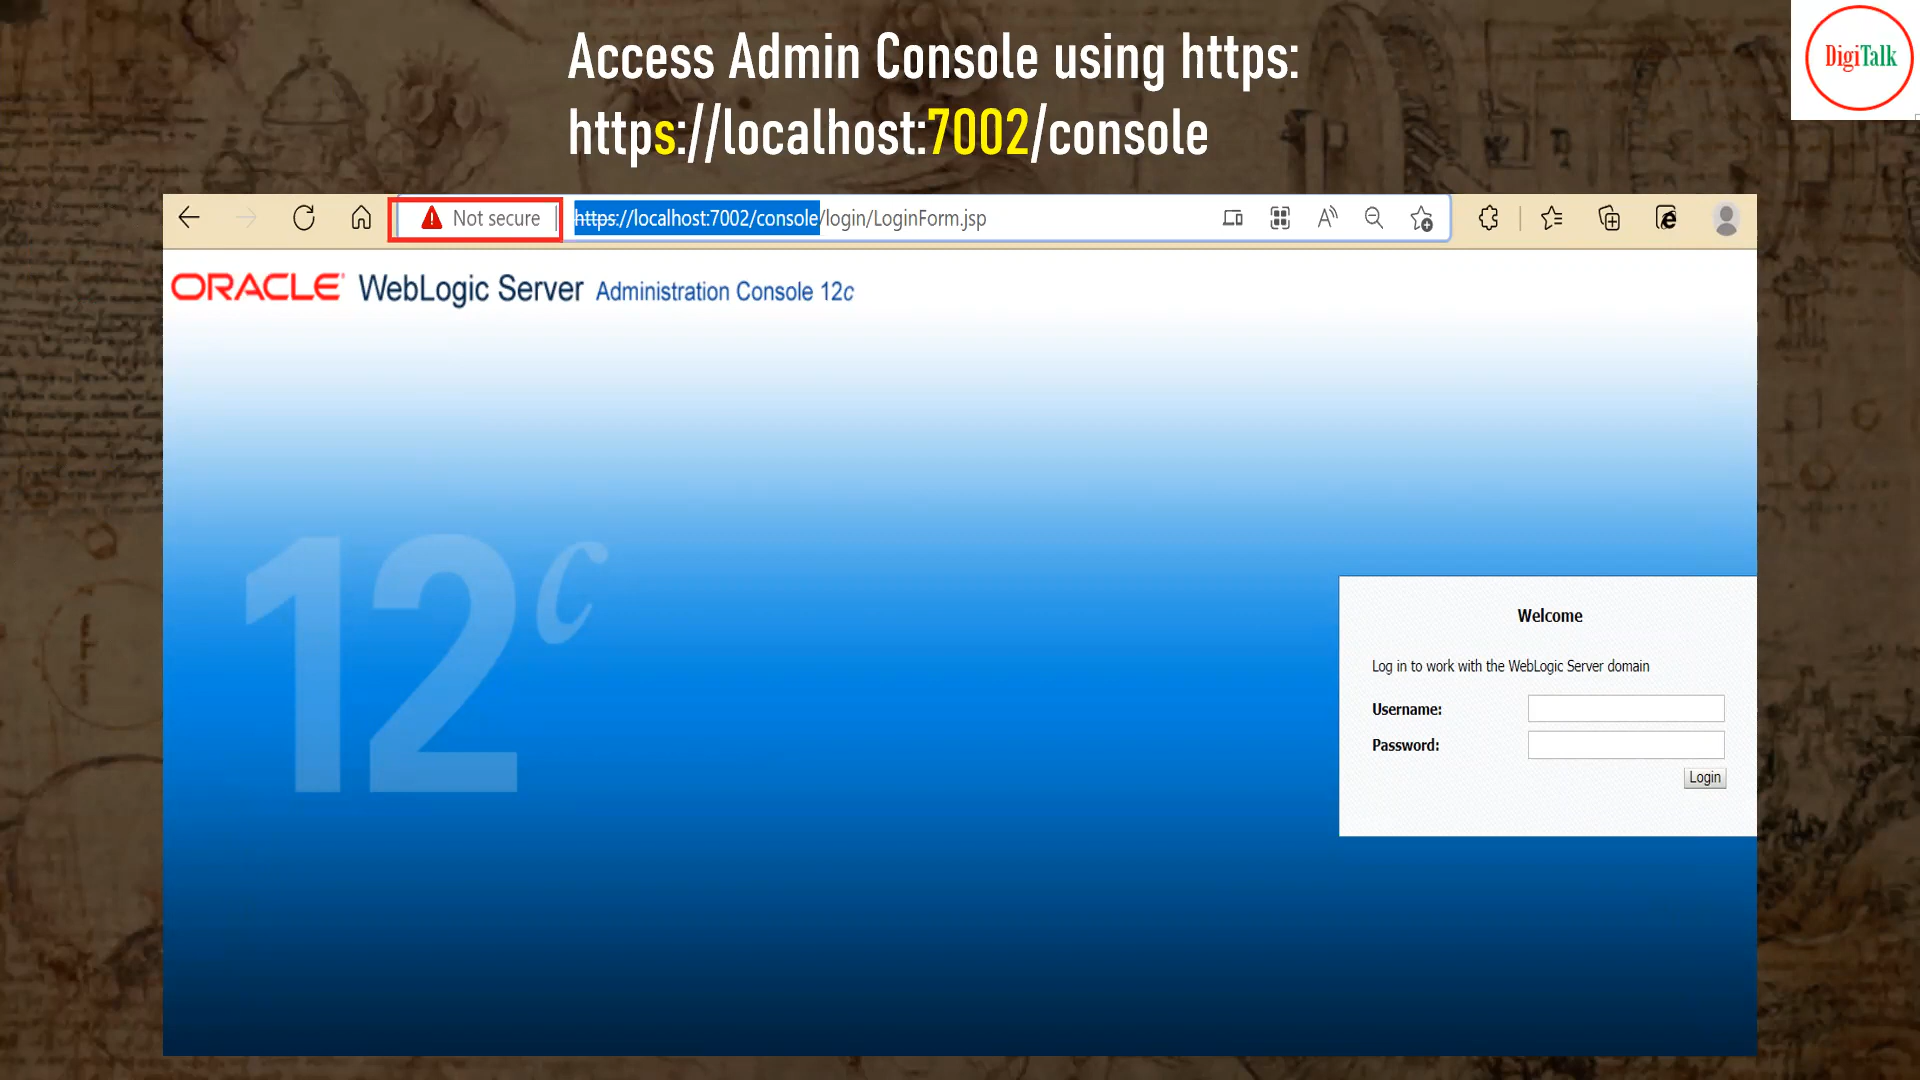 Access Admin Console using https:
https://localhost:7002/console
DigiTalk
Not secure
https://localhost:7002/console/login/LoginForm.jsp
ORACLE WebLogic Server Administration Console 12c
12c
Welcome
Log in to work with the WebLogic Server domain
Username:
Password:
Login